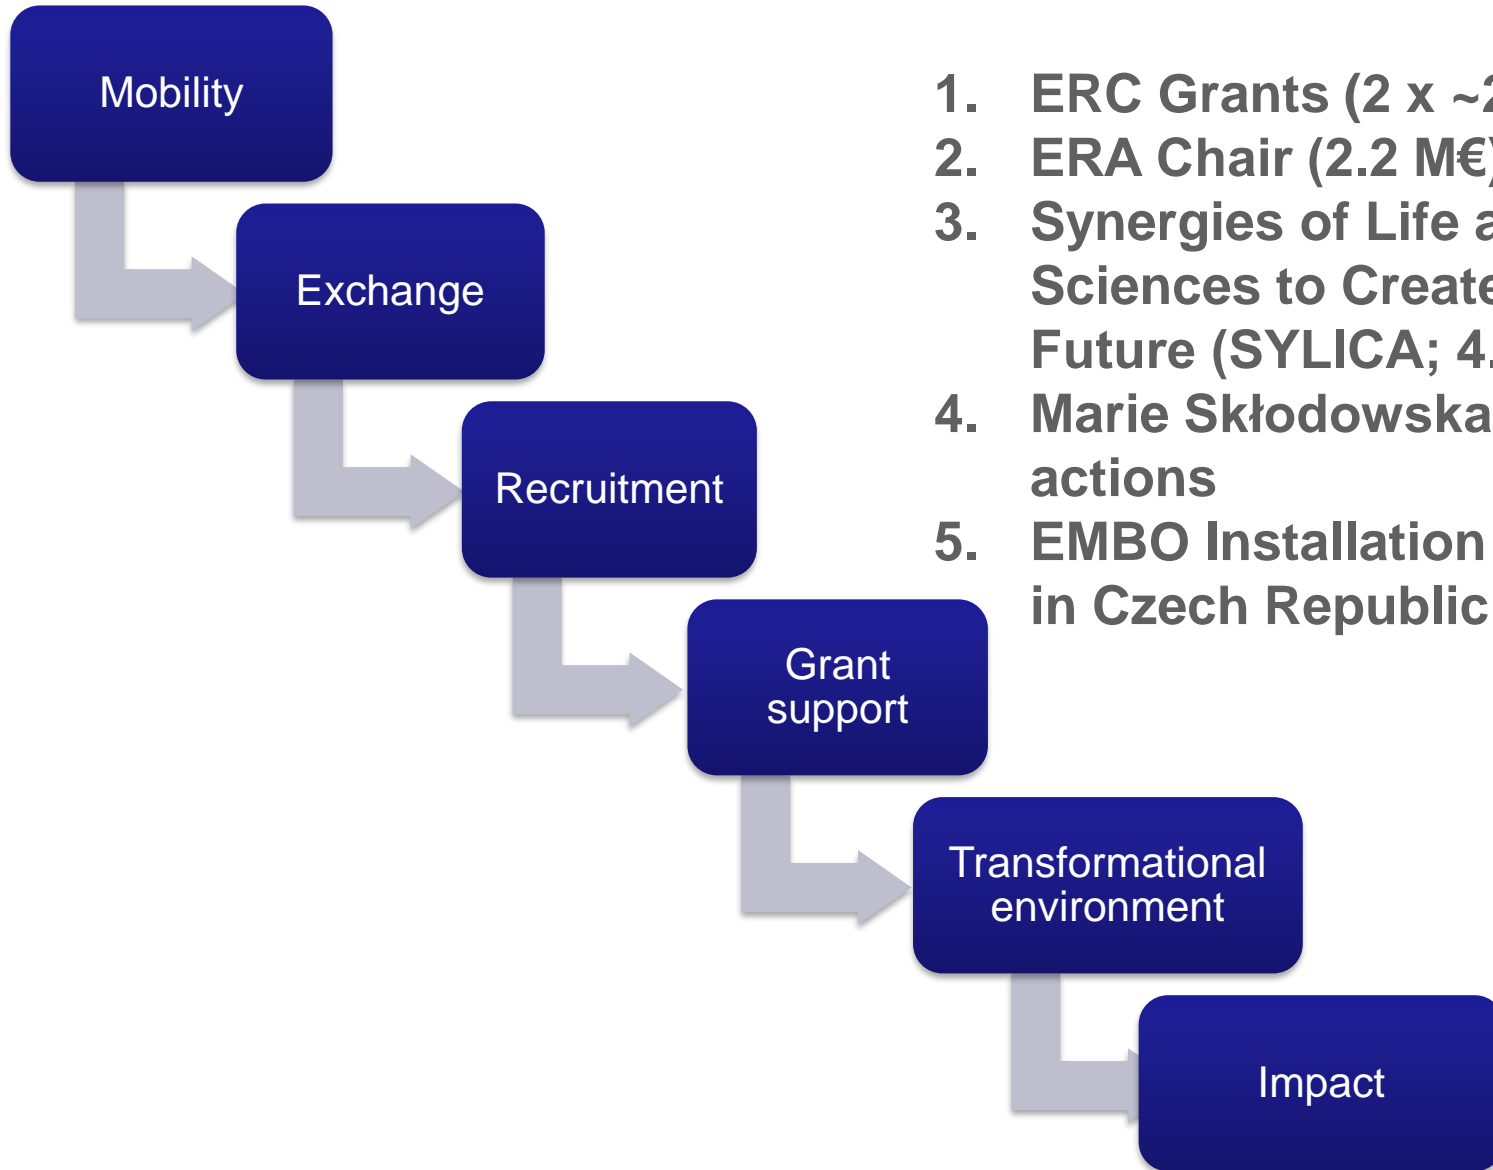 Mobility
Exchange
Recruitment
Grant
support
Transformational
environment
Impact
1. ERC Grants (2 x ~2
2. ERA Chair (2.2 M€)
3. Synergies of Life a
Sciences to Create
Future (SYLICA; 4.
4. Marie Skłodowska
actions
5. EMBO Installation
in Czech Republic